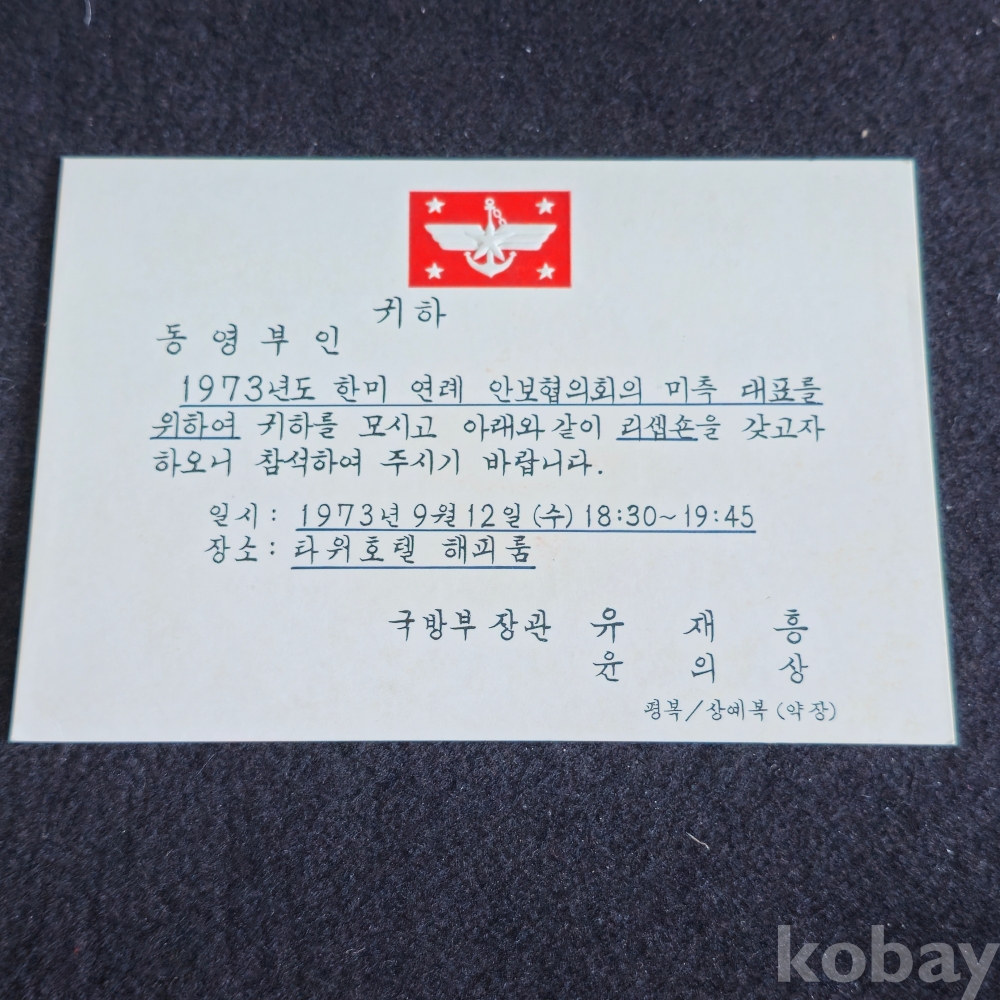 귀하
동영부인
1973년도 한미 연례 안보협의회의 미측 대표를
위하여 귀하를 모시고 아래와 같이 리셉숀을 갖고자
하오니 참석하여 주시기 바랍니다.
일시: 1973년 9월 12일 (수) 18:30~19:45
장소: 타워호텔 해피룸
국방부장관 유재흥
윤의상
평복/상예복(약장)
kobay